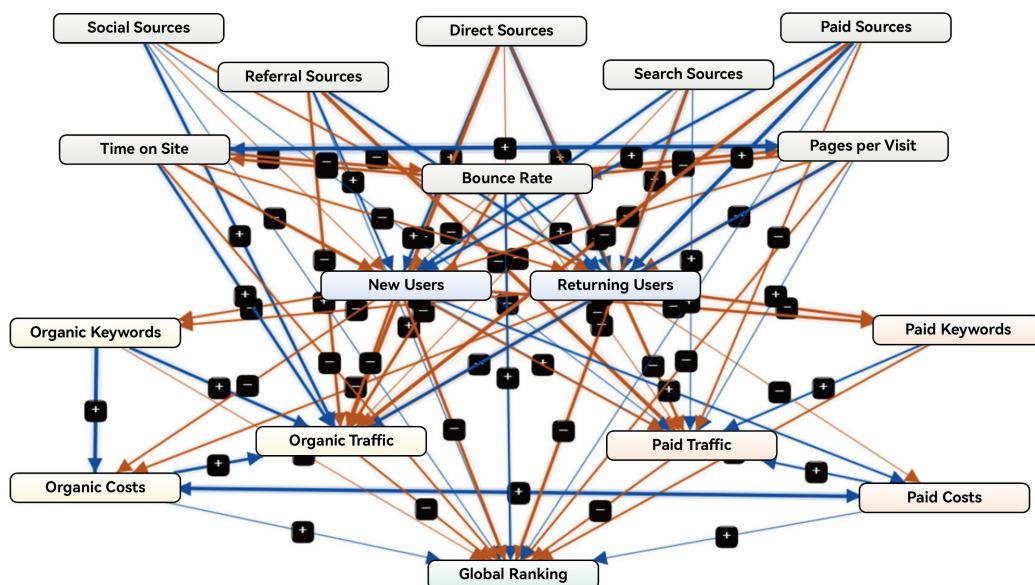 Social Sources
Direct Sources
Paid Sources
Referral Sources
Search Sources
Time on Site
Pages per Visit
Bounce Rate
New Users
Returning Users
Organic Keywords
Paid Keywords
Organic Traffic
Paid Traffic
Organic Costs
Paid Costs
Global Ranking